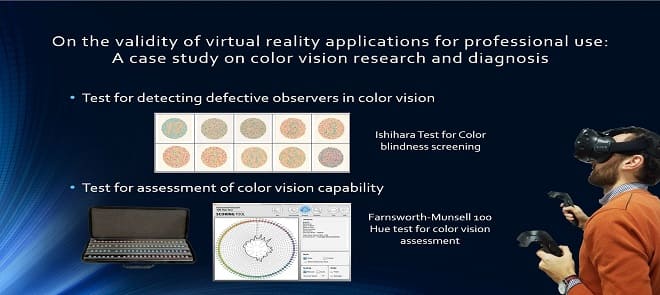 On the validity of virtual reality applications for professional use:
A case study on color vision research and diagnosis
• Test for detecting defective observers in color vision
Ishihara Test for Color
blindness screening
• Test for assessment of color vision capability
SCORING TOOL
Farnsworth-Munsell 100
Hue test for color vision
assessment